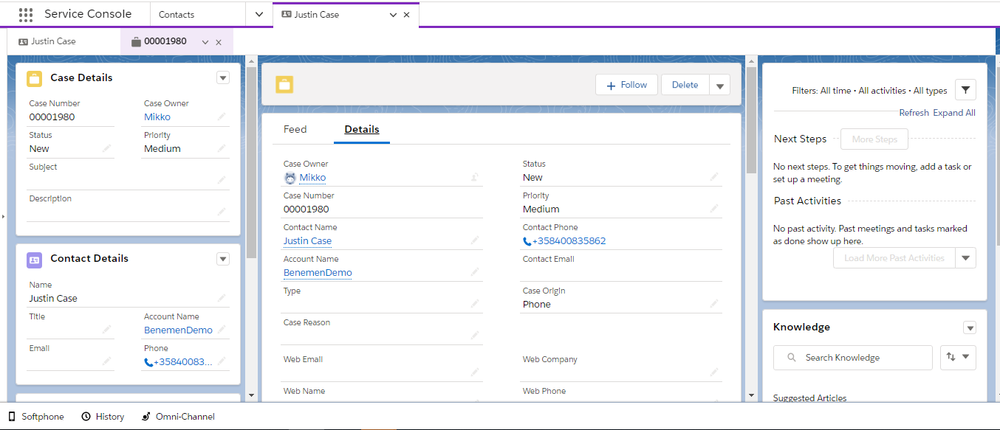 Service Console
Contacts
Justin Case
Justin Case
00001980
Case Details
Case Number
Case Owner
00001980
Mikko
Status
Priority
New
Medium
Subject
Description
Contact Details
Name
Justin Case
Title
Account Name
BenemenDemo
Email
Phone
+35840083...
Follow
Delete
Feed
Details
Case Owner
Status
Mikko
New
Case Number
Priority
00001980
Medium
Contact Name
Contact Phone
Justin Case
+358400835862
Account Name
Contact Email
BenemenDemo
Type
Case Origin
Phone
Case Reason
Web Email
Web Company
Web Name
Web Phone
Filters: All time • All activities • All types
Refresh Expand All
Next Steps
More Steps
No next steps. To get things moving, add a task or
set up a meeting.
Past Activities
No past activity. Past meetings and tasks marked
as done show up here.
Load More Past Activities
Knowledge
Search Knowledge
Suggested Articles
Softphone
History
Omni-Channel